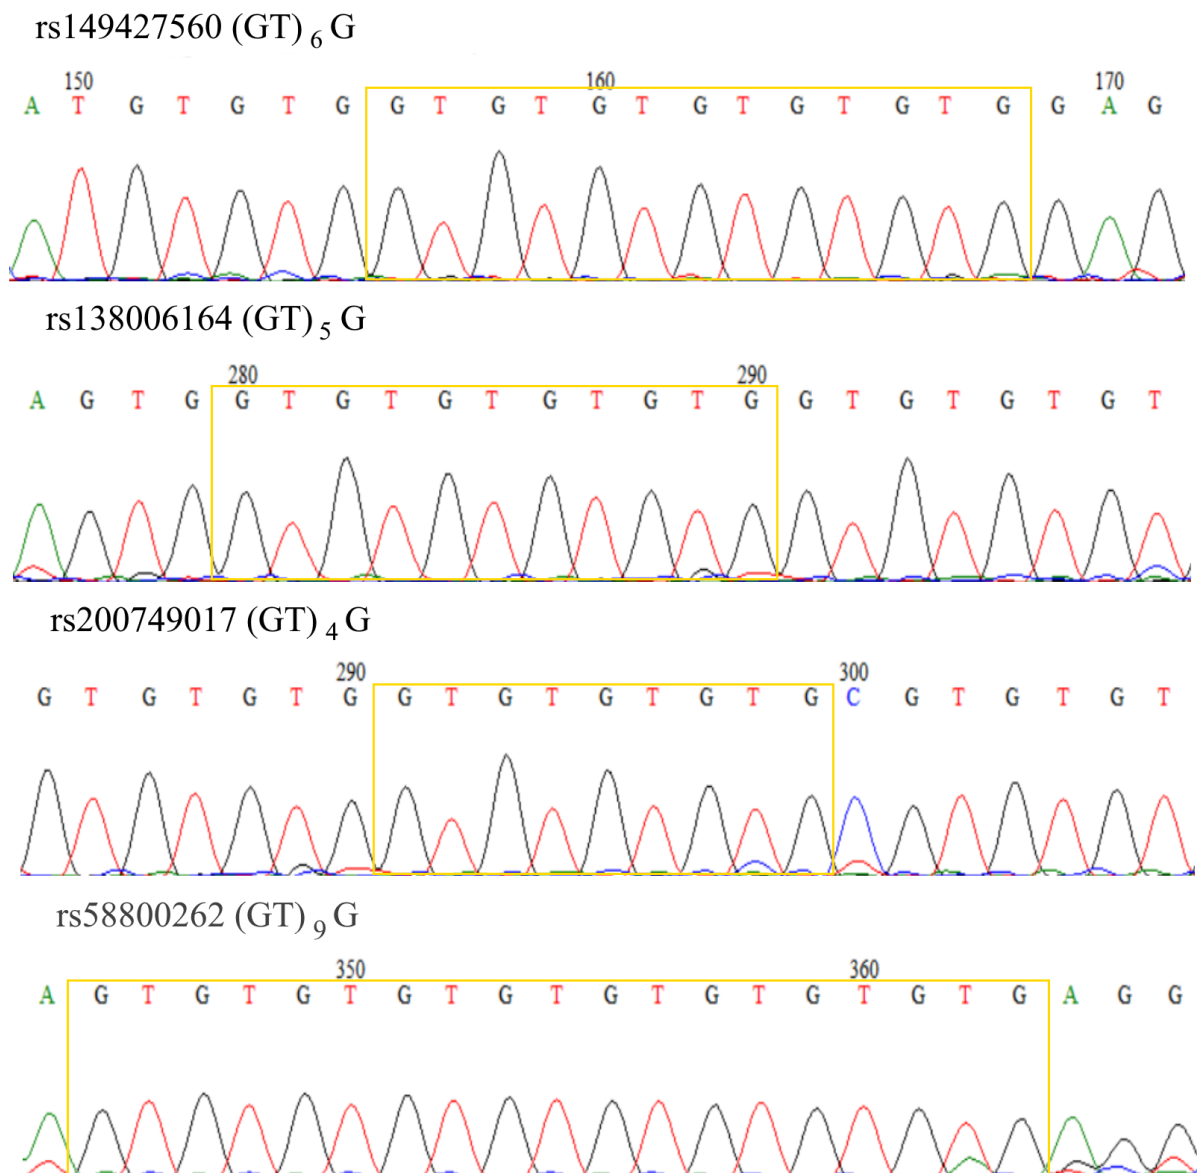 rs149427560 (GT) 6 G
150 160 170
A T G T G T G G T G T G T G T G T G T G G A G
rs138006164 (GT) 5 G
280 290
A G T G G T G T G T G T G T G G T G T G T G T
rs200749017 (GT) 4 G
290 300
G T G T G T G G T G T G T G T G C G T G T G T
rs58800262 (GT) 9 G
350 360
A G T G T G T G T G T G T G T G T G T G A G G